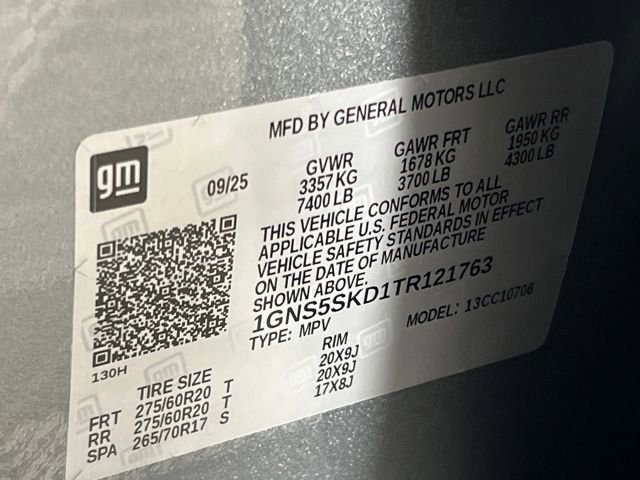 MFD BY GENERAL MOTORS LLC
gm
09/25
GVWR GAWR FRT GAWR RR
3357 KG 1678 KG 1950 KG
7400 LB 3700 LB 4300 LB
THIS VEHICLE CONFORMS TO ALL
APPLICABLE U.S. FEDERAL MOTOR
VEHICLE SAFETY STANDARDS IN EFFECT
ON THE DATE OF MANUFACTURE
SHOWN ABOVE.
1GNS5SKD1TR121763
TYPE: MPV MODEL: 13CC10706
130H
TIRE SIZE RIM
FRT 275/60R20 T 20X9J
RR 275/60R20 T 20X9J
SPA 265/70R17 S 17X8J